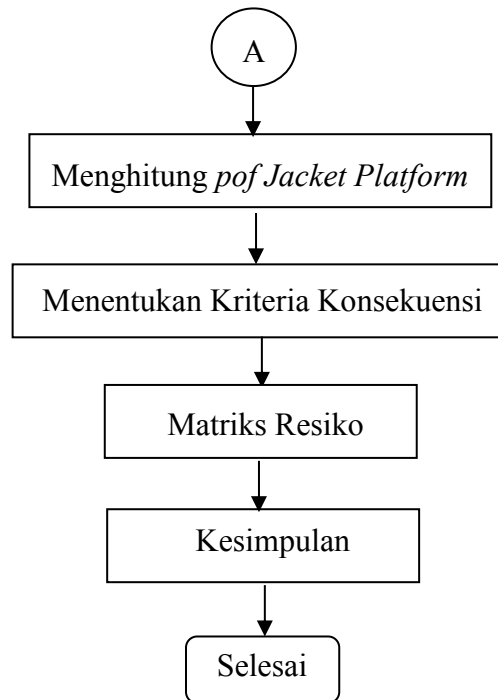 A
Menghitung pof Jacket Platform
Menentukan Kriteria Konsekuensi
Matriks Resiko
Kesimpulan
Selesai